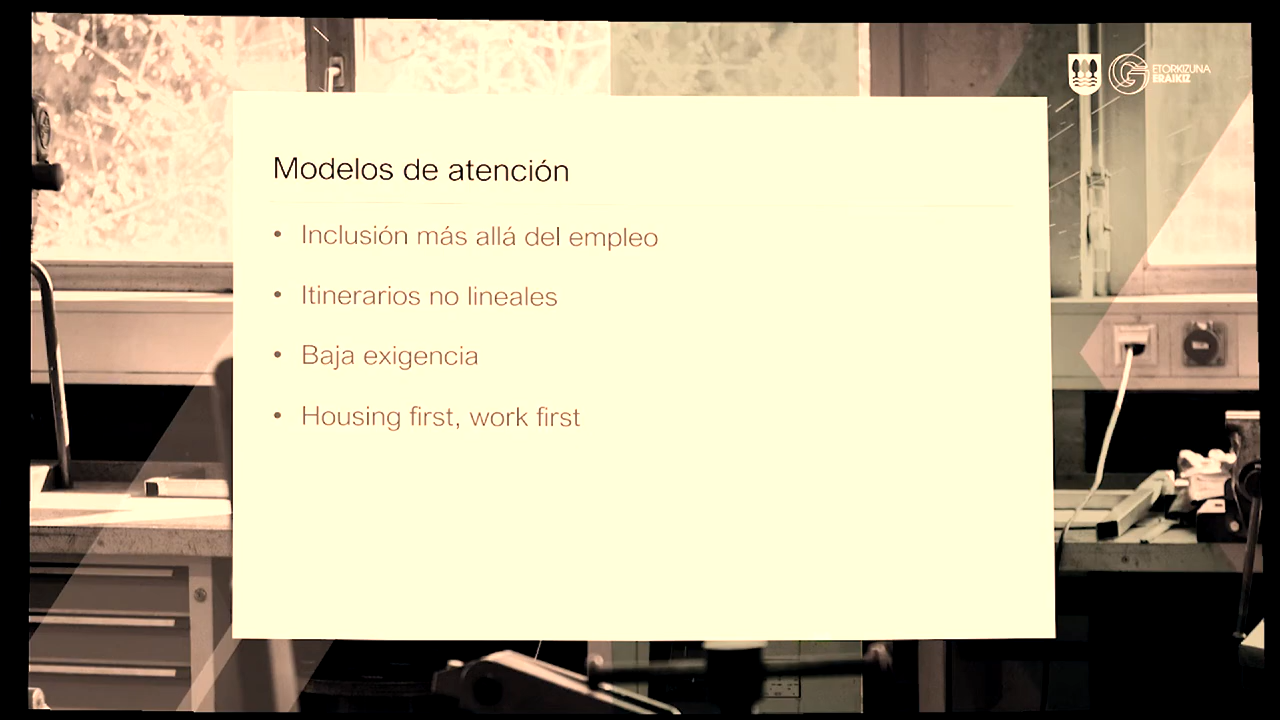 ETORKIZUNA
ERAIKIZ
Modelos de atención
• Inclusión más allá del empleo
• Itinerarios no lineales
• Baja exigencia
• Housing first, work first